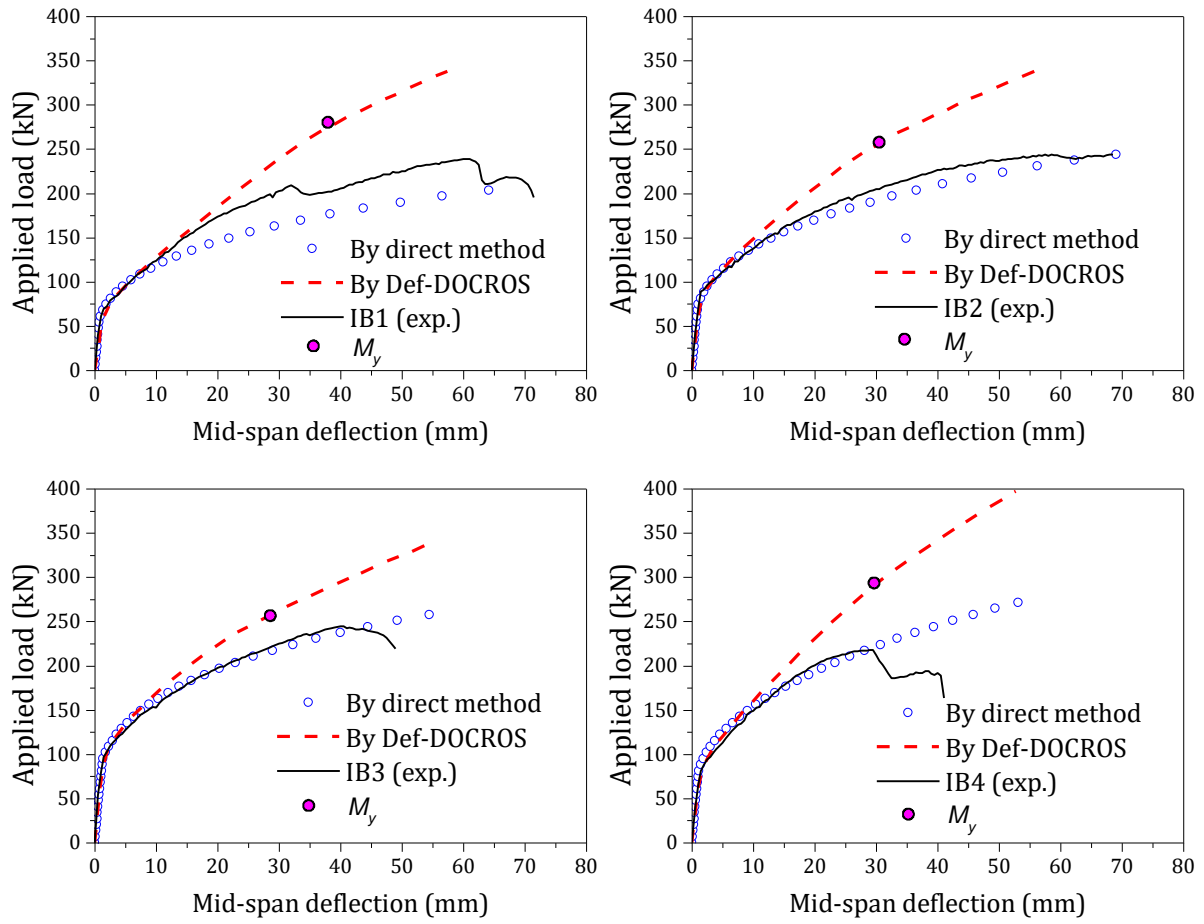 400
350
300
250
200
150
100
50
0
Applied load (kN)
0 10 20 30 40 50 60 70 80
Mid-span deflection (mm)
By direct method
By Def-DOCROS
IB1 (exp.)
My
400
350
300
250
200
150
100
50
0
Applied load (kN)
0 10 20 30 40 50 60 70 80
Mid-span deflection (mm)
By direct method
By Def-DOCROS
IB2 (exp.)
My
400
350
300
250
200
150
100
50
0
Applied load (kN)
0 10 20 30 40 50 60 70 80
Mid-span deflection (mm)
By direct method
By Def-DOCROS
IB3 (exp.)
My
400
350
300
250
200
150
100
50
0
Applied load (kN)
0 10 20 30 40 50 60 70 80
Mid-span deflection (mm)
By direct method
By Def-DOCROS
IB4 (exp.)
My